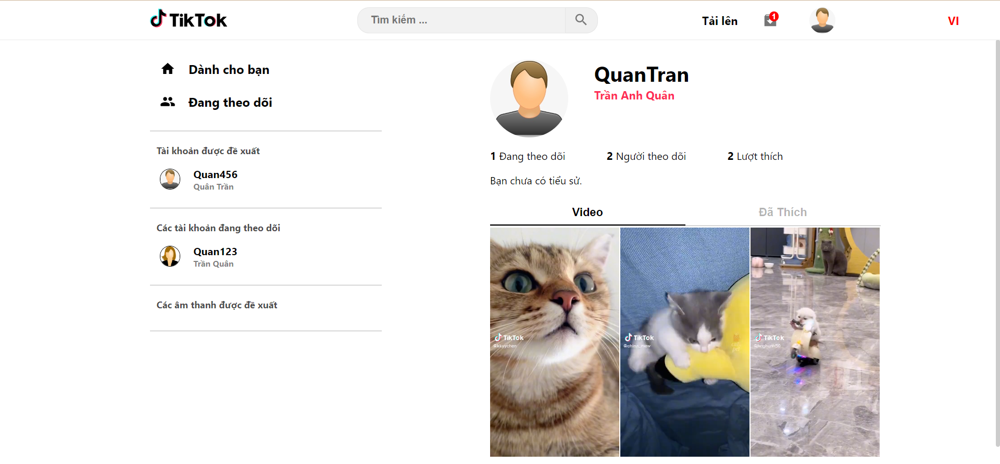 TikTok
Tìm kiếm ...
Tải lên
1
VI
Dành cho bạn
Đang theo dõi
Tài khoản được đề xuất
Quan456
Quân Trần
Các tài khoản đang theo dõi
Quan123
Trần Quân
Các âm thanh được đề xuất
QuanTran
Trần Anh Quân
1 Đang theo dõi
2 Người theo dõi
2 Lượt thích
Bạn chưa có tiểu sử.
Video
Đã Thích
TikTok
@kkyychen
TikTok
@china_mew
TikTok